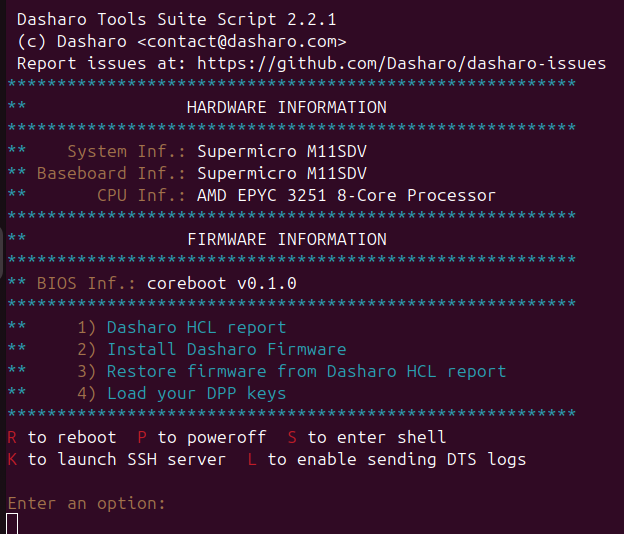 Dasharo Tools Suite Script 2.2.1
(c) Dasharo <contact@dasharo.com>
Report issues at: https://github.com/Dasharo/dasharo-issues
*********************************************************
**                HARDWARE INFORMATION
*********************************************************
**    System Inf.: Supermicro M11SDV
** Baseboard Inf.: Supermicro M11SDV
**       CPU Inf.: AMD EPYC 3251 8-Core Processor
*********************************************************
**                FIRMWARE INFORMATION
*********************************************************
** BIOS Inf.: coreboot v0.1.0
*********************************************************
**     1) Dasharo HCL report
**     2) Install Dasharo Firmware
**     3) Restore firmware from Dasharo HCL report
**     4) Load your DPP keys
*********************************************************
R to reboot  P to poweroff  S to enter shell
K to launch SSH server  L to enable sending DTS logs
Enter an option: